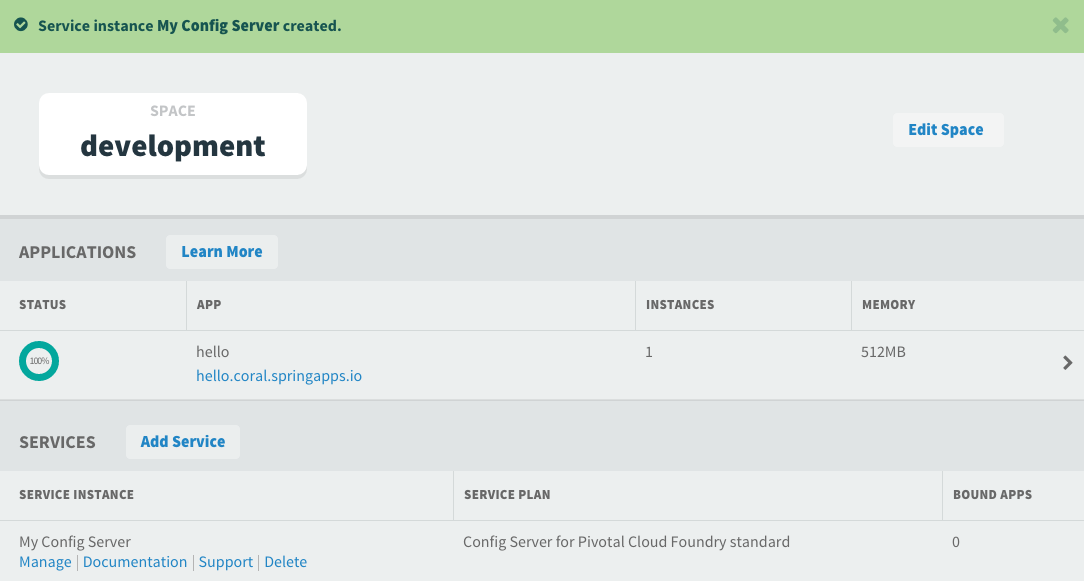 Service instance My Config Server created.
SPACE
development
Edit Space
APPLICATIONS Learn More
STATUS APP INSTANCES MEMORY
100% hello 1 512MB
hello.coral.springapps.io
SERVICES Add Service
SERVICE INSTANCE SERVICE PLAN BOUND APPS
My Config Server Config Server for Pivotal Cloud Foundry standard 0
Manage | Documentation | Support | Delete